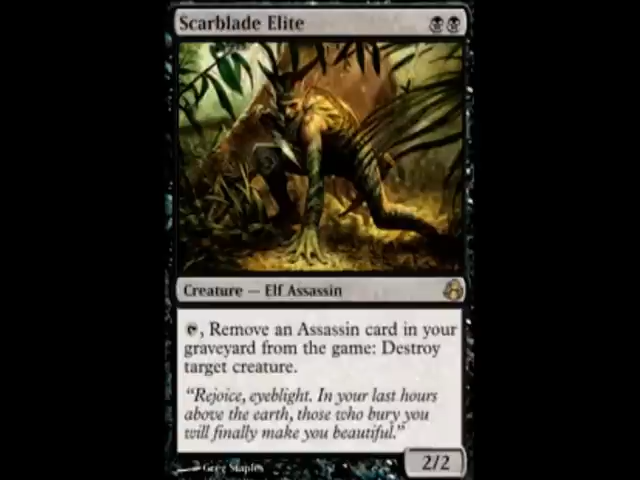 Scarblade Elite
Creature — Elf Assassin
, Remove an Assassin card in your
graveyard from the game: Destroy
target creature.
"Rejoice, eyeblight. In your last hours
above the earth, those who bury you
will finally make you beautiful."
Greg Staples
2/2